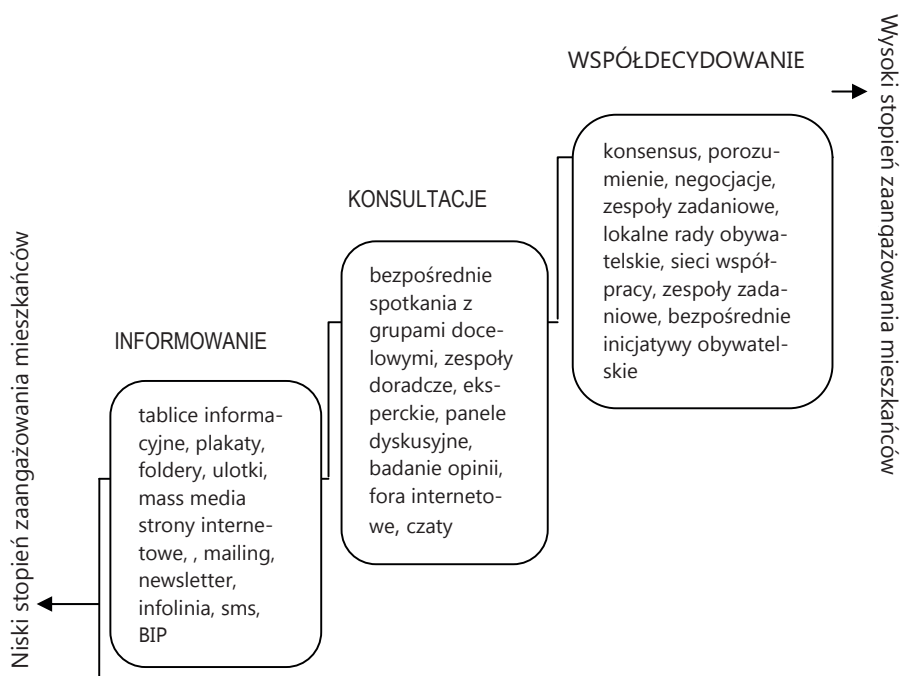 Niski stopień zaangażowania mieszkańców
INFORMOWANIE
tablice informa-
cyjne, plakaty,
foldery, ulotki,
mass media
strony interne-
towe, , mailing,
newsletter,
infolinia, sms,
BIP
KONSULTACJE
bezpośrednie
spotkania z
grupami doce-
lowymi, zespoły
doradcze, eks-
perckie, panele
dyskusyjne,
badanie opinii,
fora interneto-
we, czaty
WSPÓŁDECYDOWANIE
konsensus, porozu-
mienie, negocjacje,
zespoły zadaniowe,
lokalne rady obywa-
telskie, sieci współ-
pracy, zespoły zada-
niowe, bezpośrednie
inicjatywy obywatel-
skie
Wysoki stopień zaangażowania mieszkańców